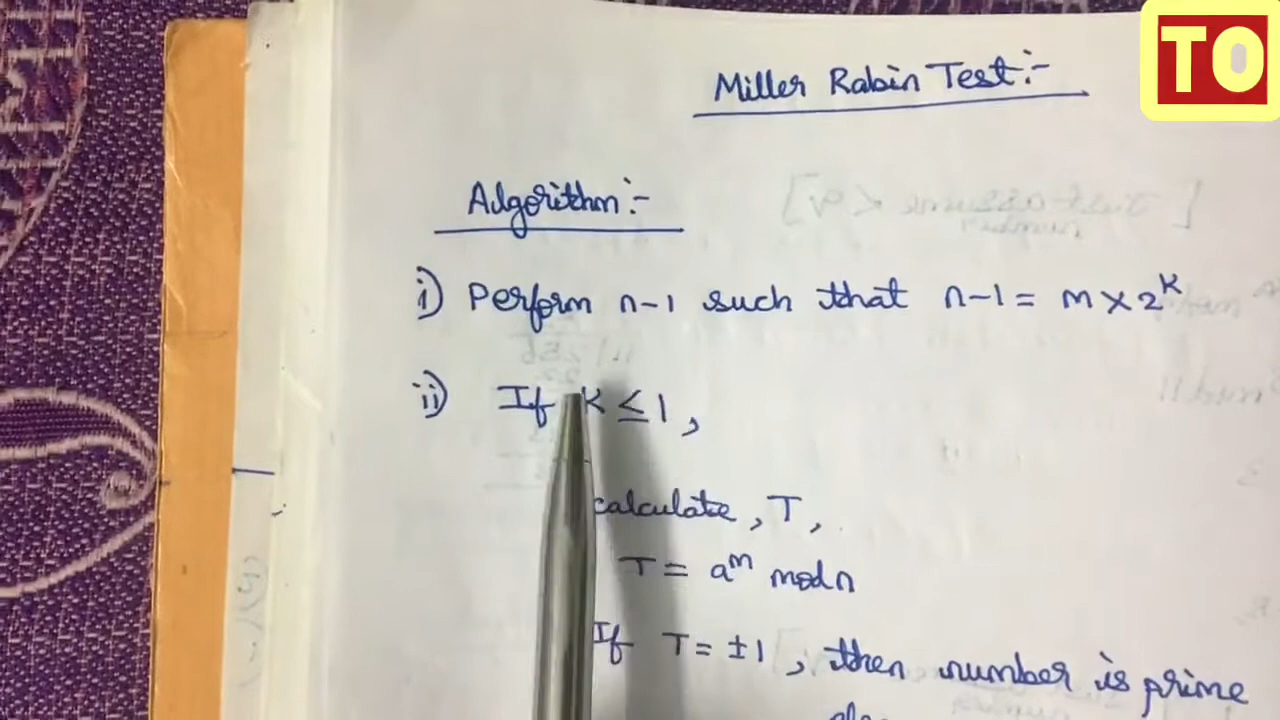 TO
Miller Rabin Test:-
Algorithm:-
i) Perform n-1 such that n-1 = m × 2^k
ii) If k ≤ 1,
calculate, T,
T = a^m mod n
If T = ±1, then number is prime